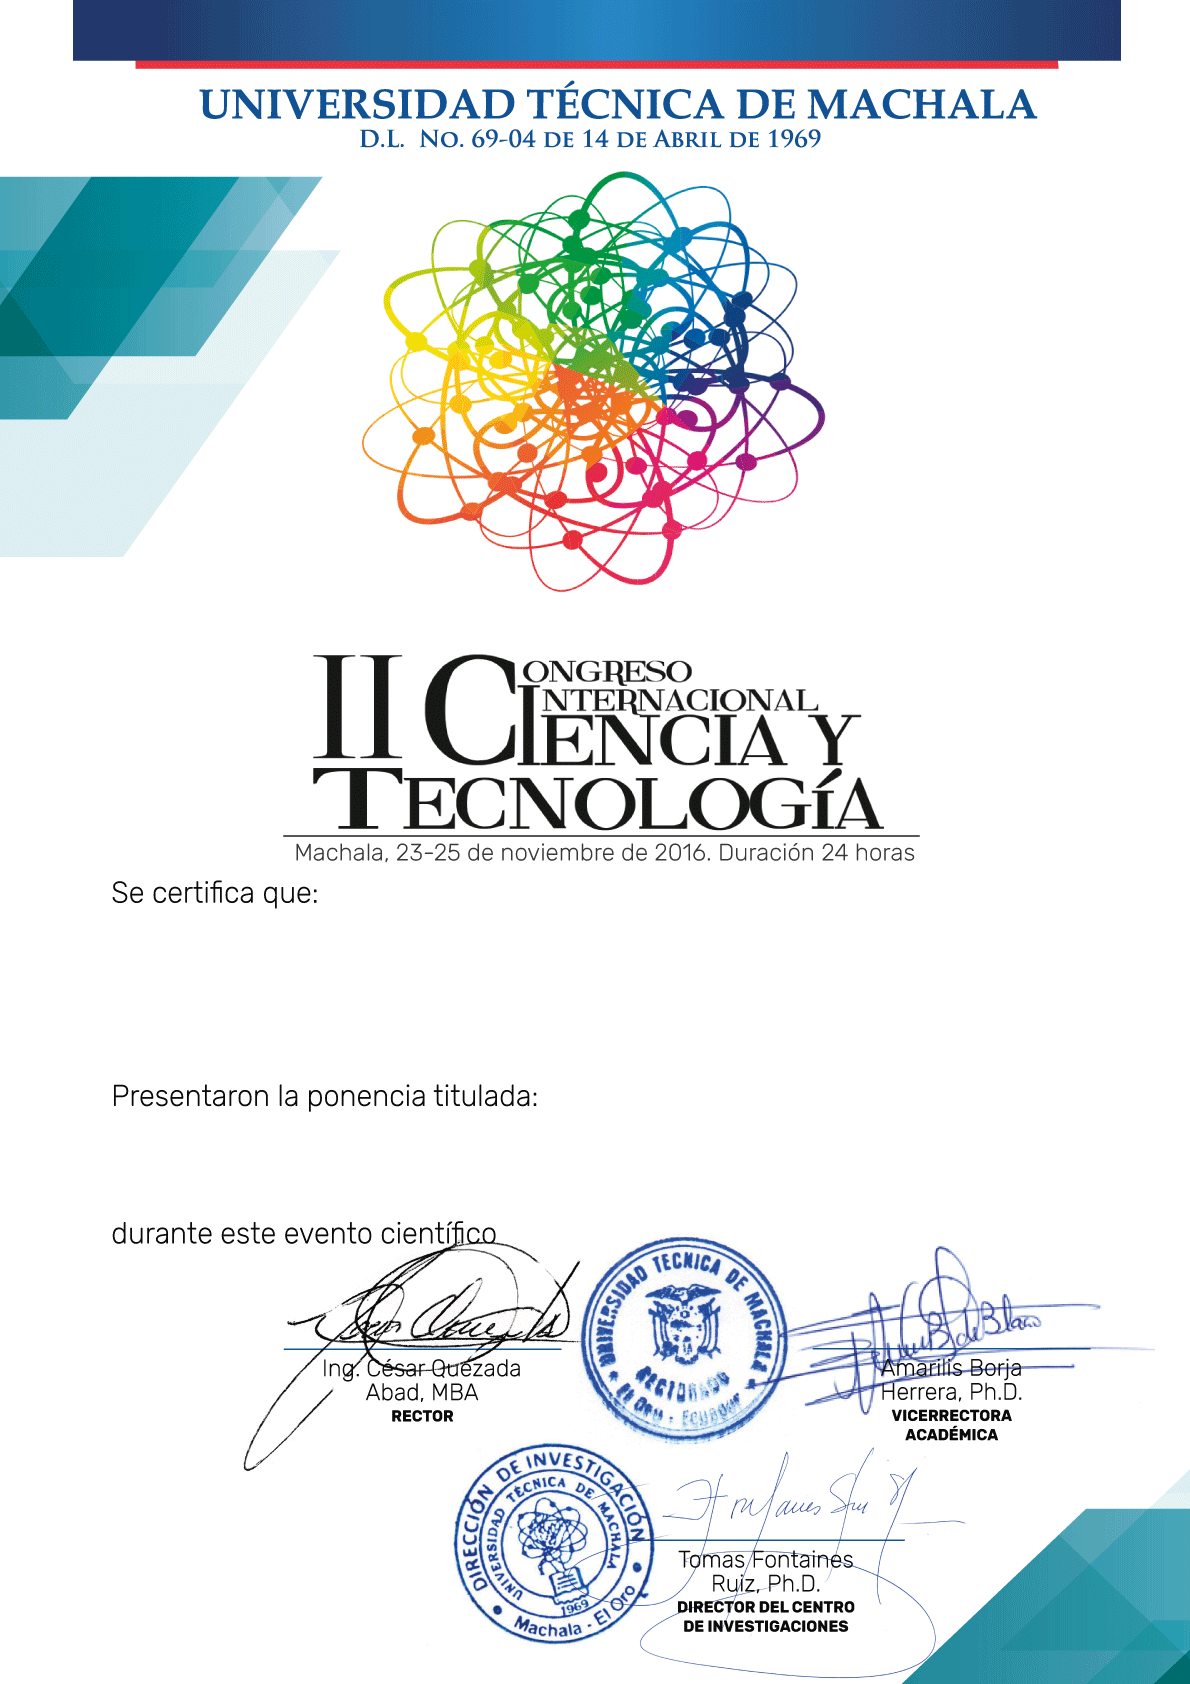 UNIVERSIDAD TÉCNICA DE MACHALA
D.L. No. 69-04 DE 14 DE ABRIL DE 1969
II CONGRESO
INTERNACIONAL
CIENCIA Y
TECNOLOGÍA
Machala, 23-25 de noviembre de 2016. Duración 24 horas
Se certifica que:
Presentaron la ponencia titulada:
durante este evento científico
UNIVERSIDAD TECNICA DE MACHALA
RECTORADO
EL ORO - ECUADOR
Ing. César Quezada
Abad, MBA
RECTOR
Amarilis Borja
Herrera, Ph.D.
VICERRECTORA
ACADÉMICA
DIRECCIÓN DE INVESTIGACIÓN
UNIVERSIDAD TÉCNICA DE MACHALA
1969
Machala - El Oro
Tomas Fontaines
Ruiz, Ph.D.
DIRECTOR DEL CENTRO
DE INVESTIGACIONES